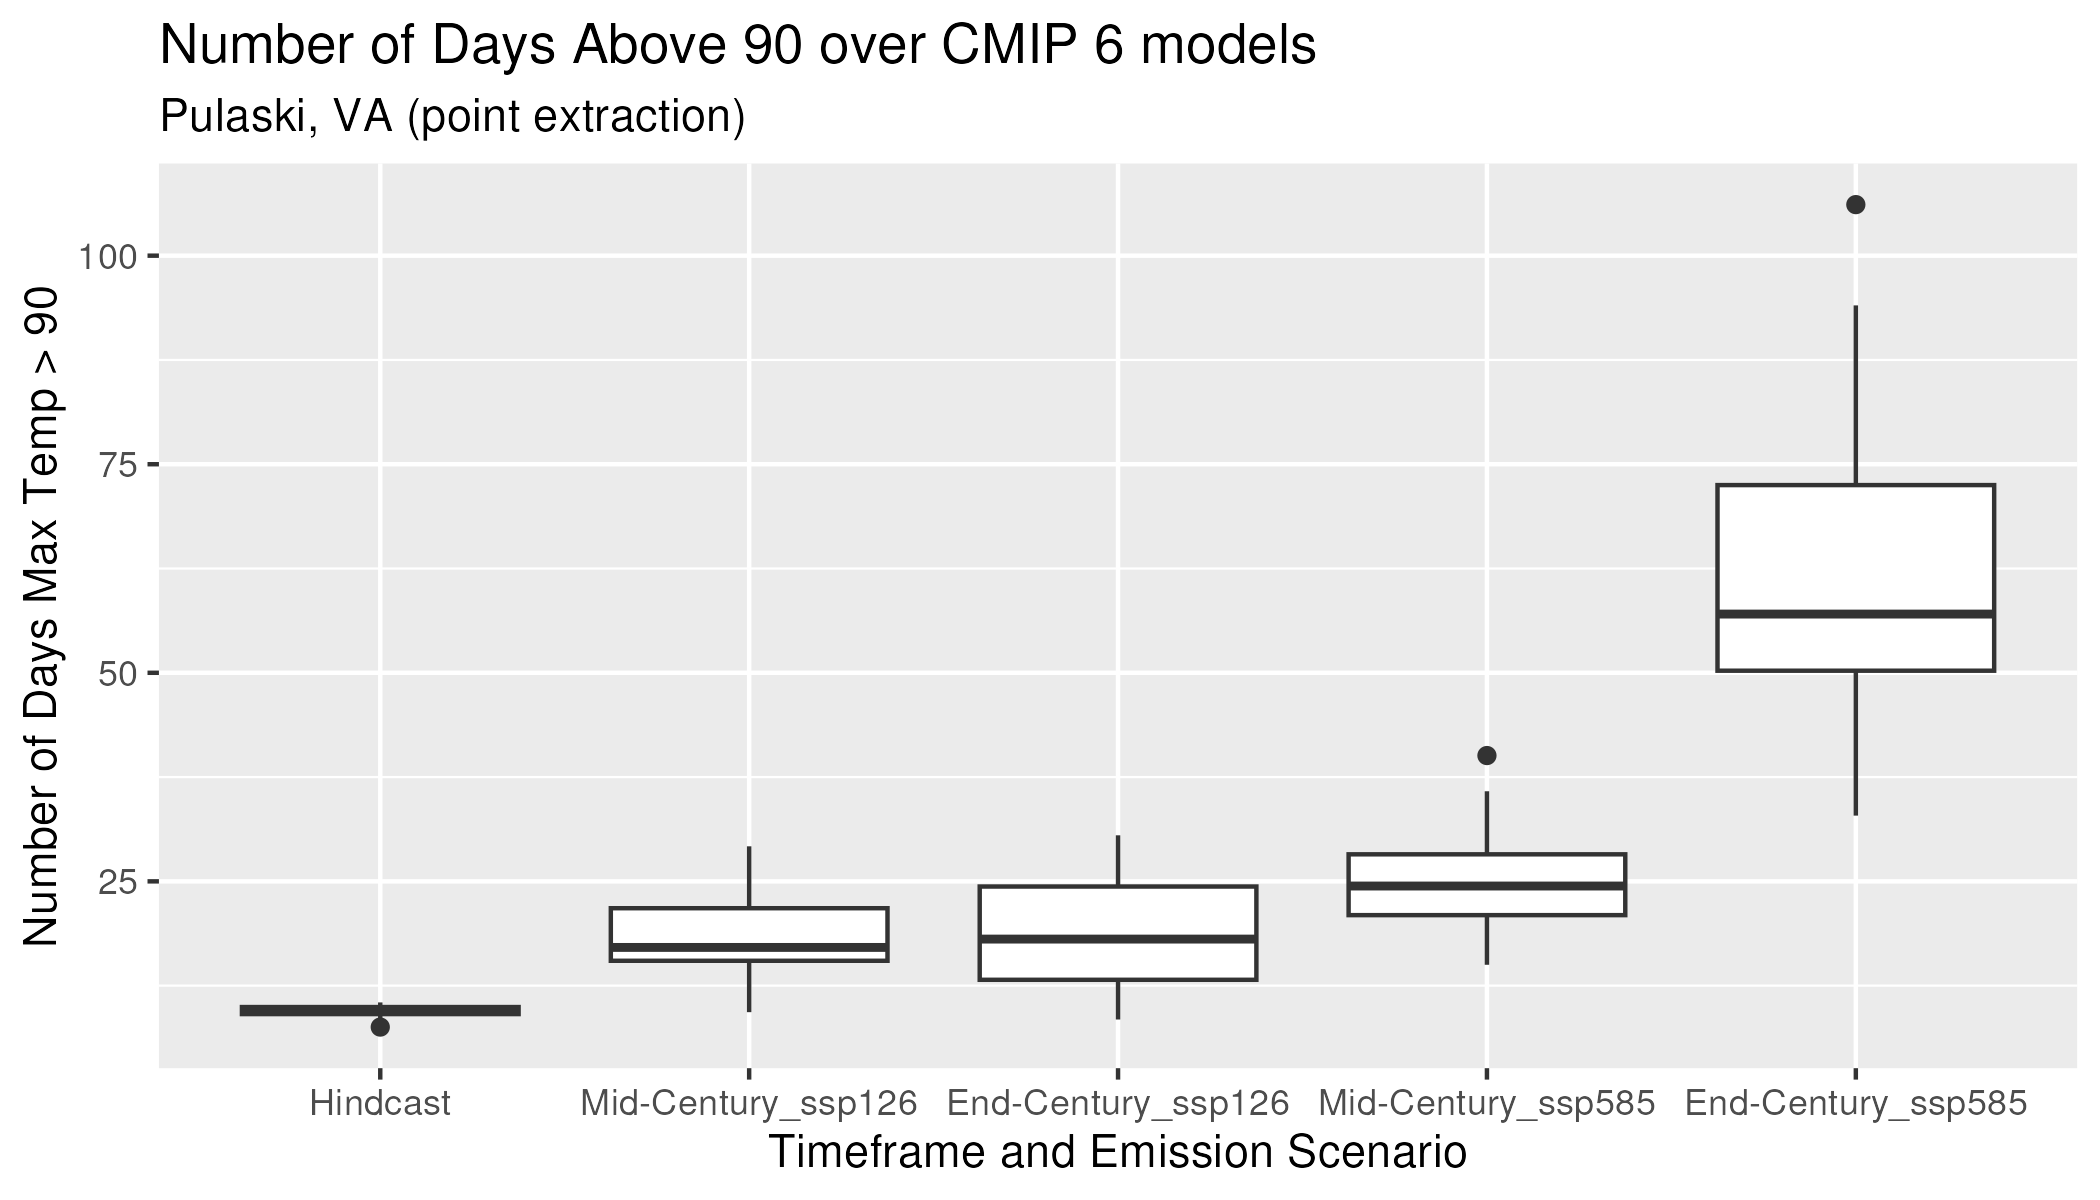 Number of Days Above 90 over CMIP 6 models
Pulaski, VA (point extraction)
Number of Days Max Temp > 90
100
75
50
25
Hindcast
Mid-Century_ssp126
End-Century_ssp126
Mid-Century_ssp585
End-Century_ssp585
Timeframe and Emission Scenario